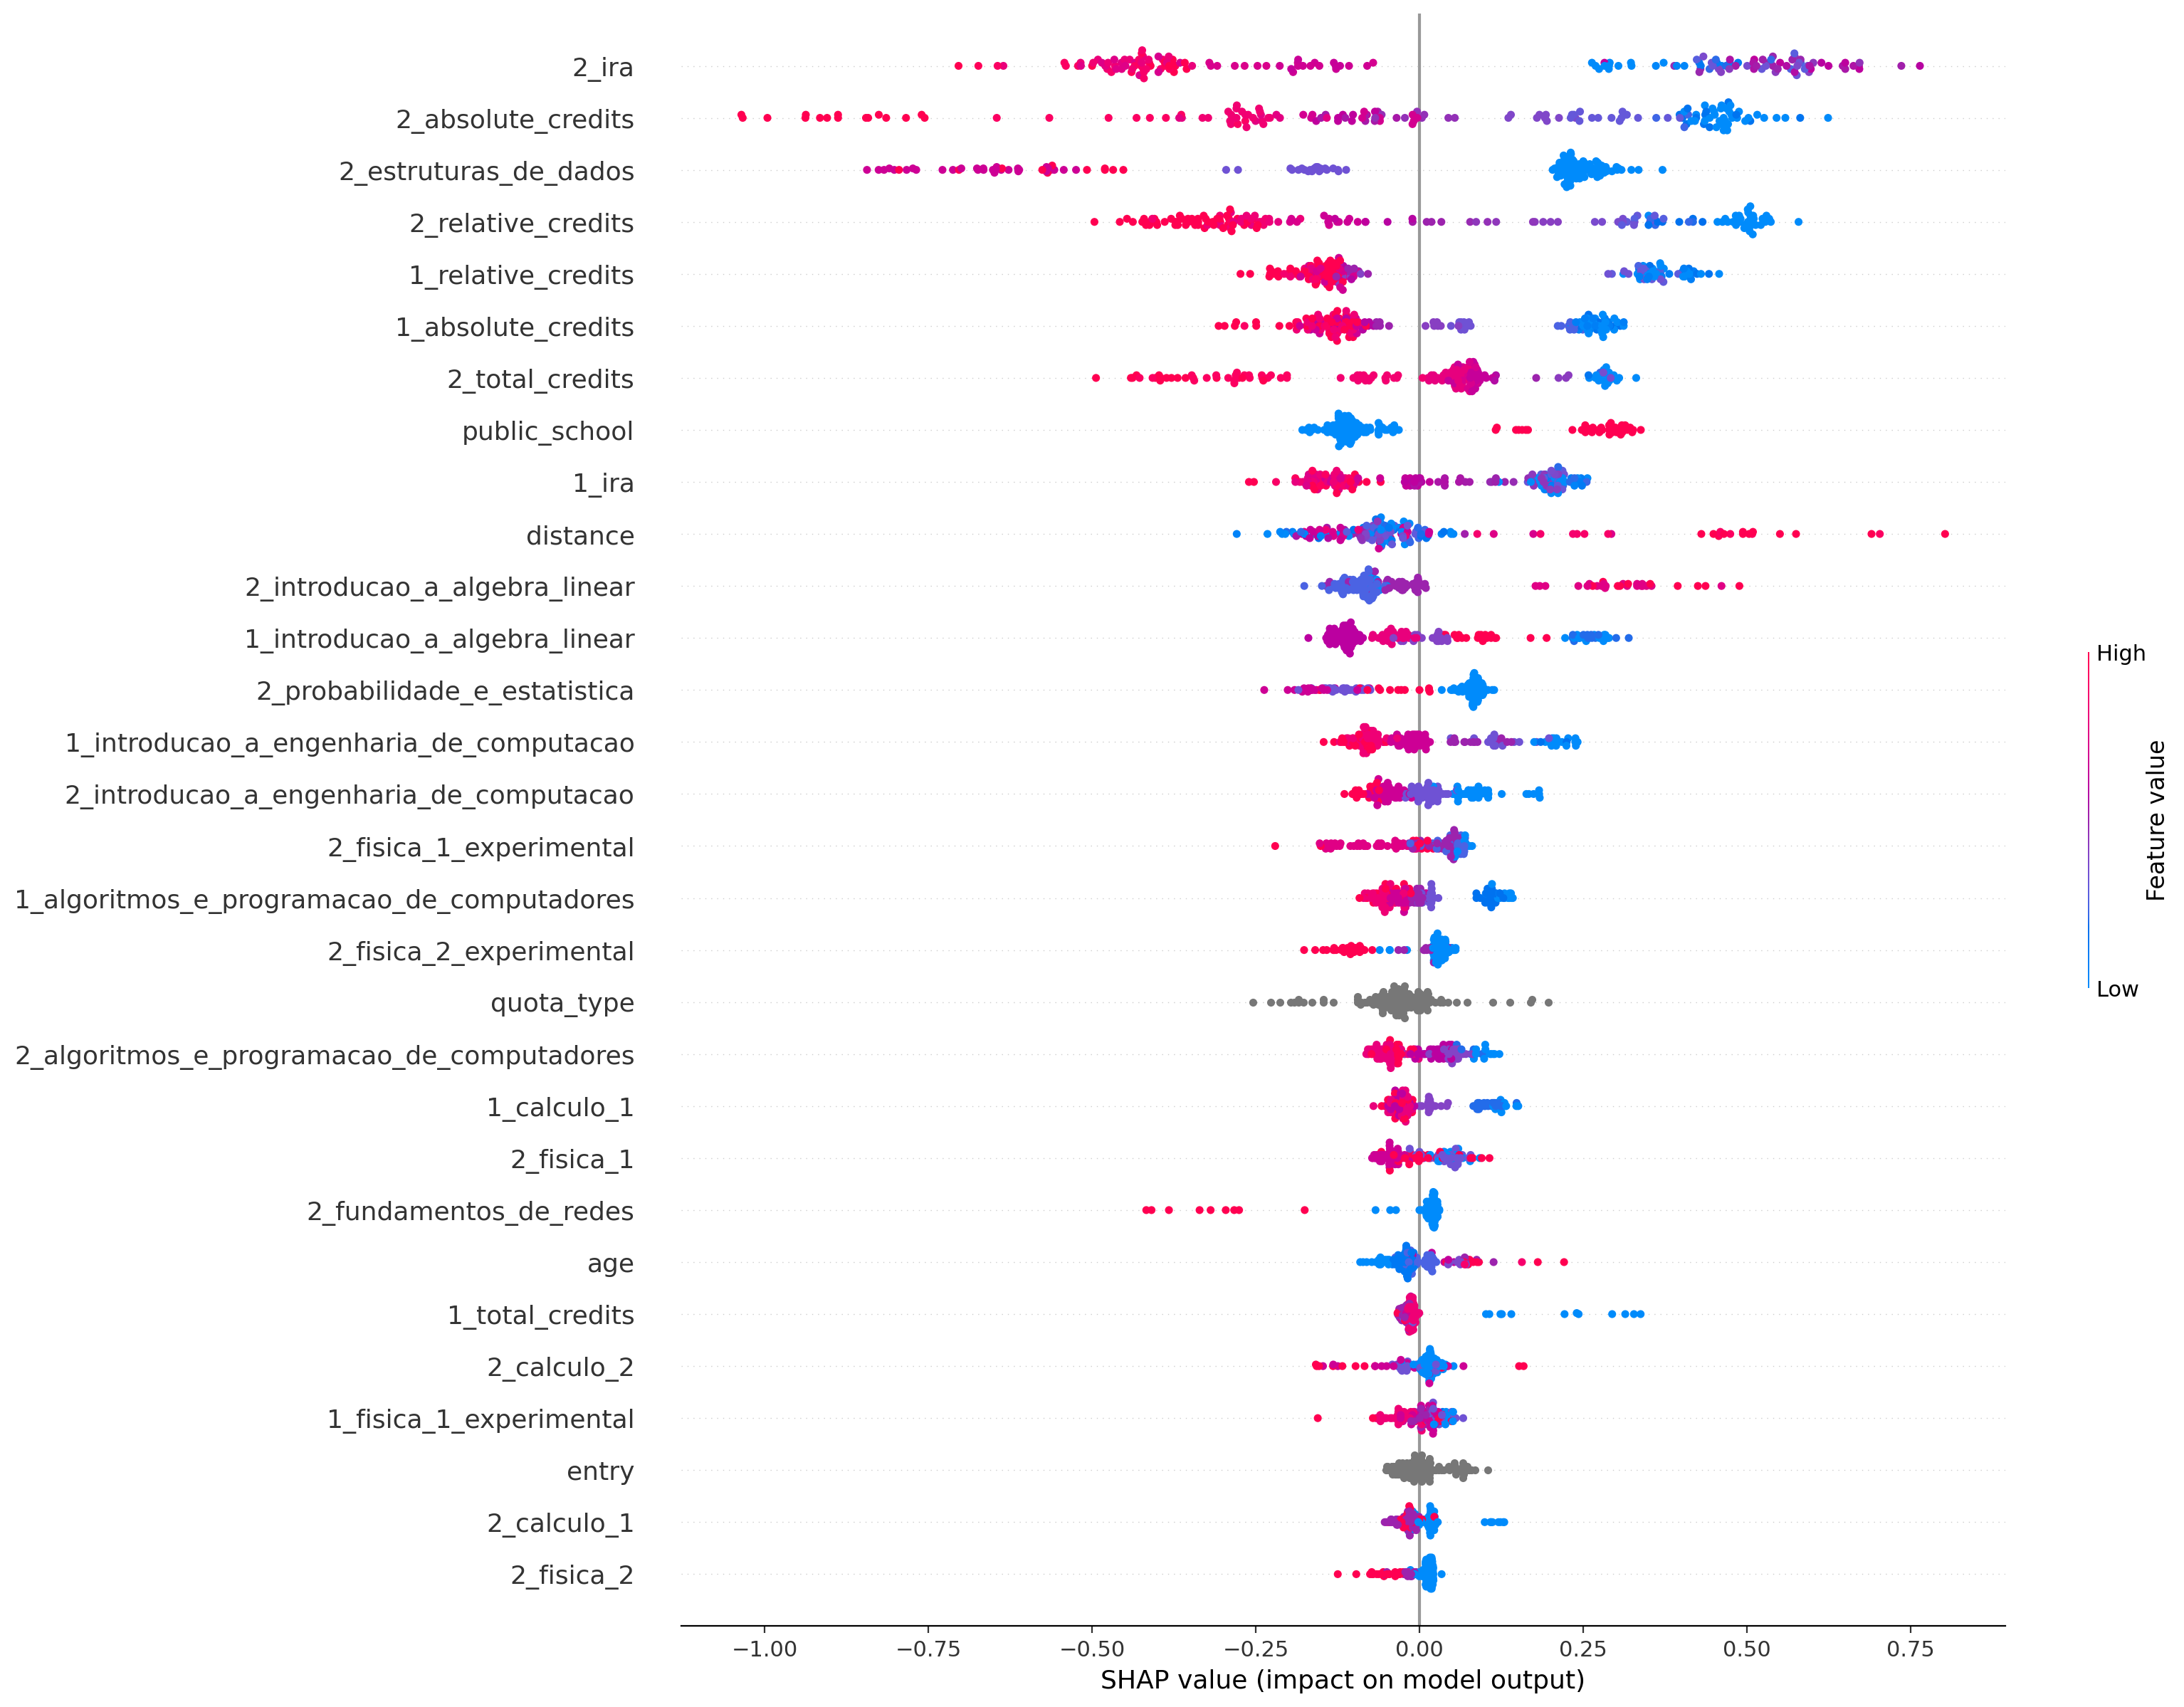 2_ira
2_absolute_credits
2_estruturas_de_dados
2_relative_credits
1_relative_credits
1_absolute_credits
2_total_credits
public_school
1_ira
distance
2_introducao_a_algebra_linear
1_introducao_a_algebra_linear
2_probabilidade_e_estatistica
1_introducao_a_engenharia_de_computacao
2_introducao_a_engenharia_de_computacao
2_fisica_1_experimental
1_algoritmos_e_programacao_de_computadores
2_fisica_2_experimental
quota_type
2_algoritmos_e_programacao_de_computadores
1_calculo_1
2_fisica_1
2_fundamentos_de_redes
age
1_total_credits
2_calculo_2
1_fisica_1_experimental
entry
2_calculo_1
2_fisica_2
−1.00 −0.75 −0.50 −0.25 0.00 0.25 0.50 0.75
SHAP value (impact on model output)
High
Feature value
Low